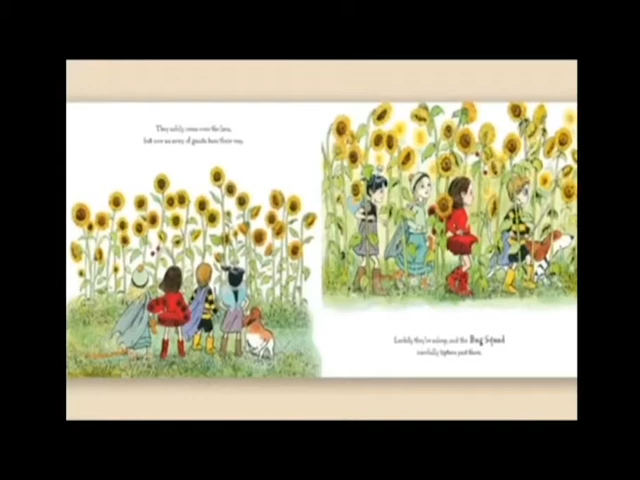 They safely cross over the lava,
but now an army of giants bars their way.
Luckily, they're asleep, and the Bug Squad
carefully tiptoes past them.